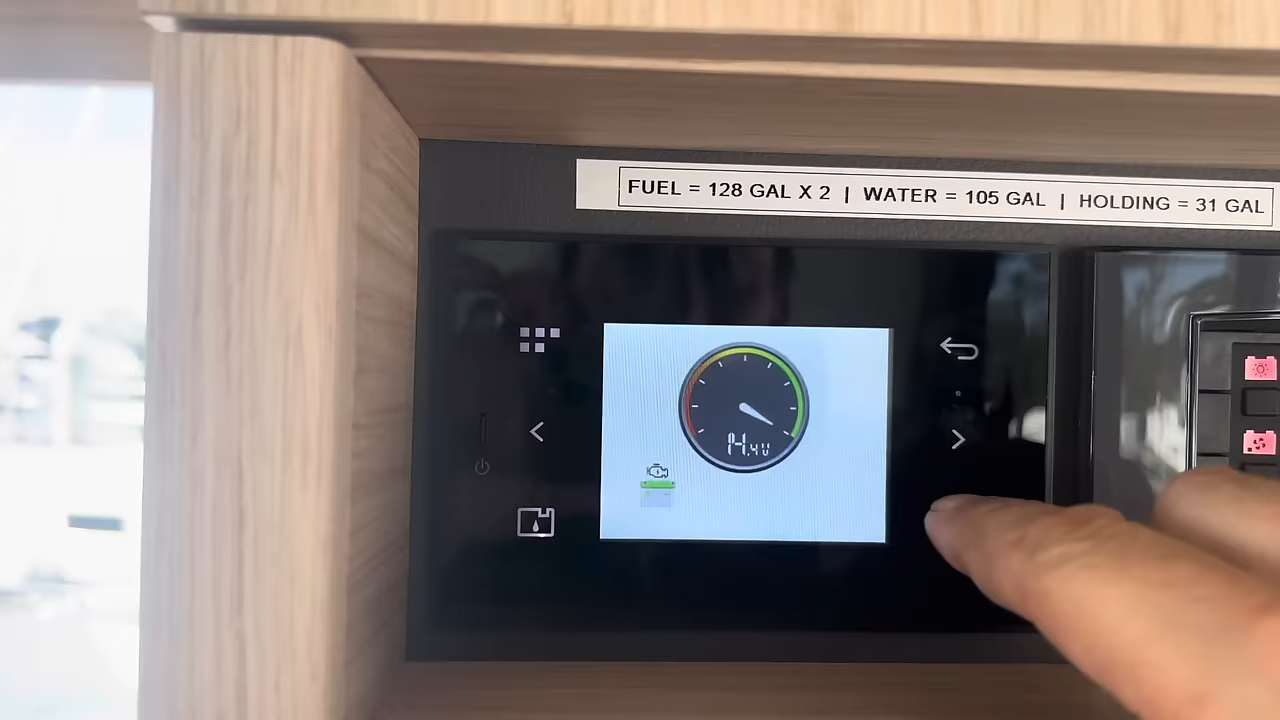 FUEL = 128 GAL X 2 | WATER = 105 GAL | HOLDING = 31 GAL
14.4V